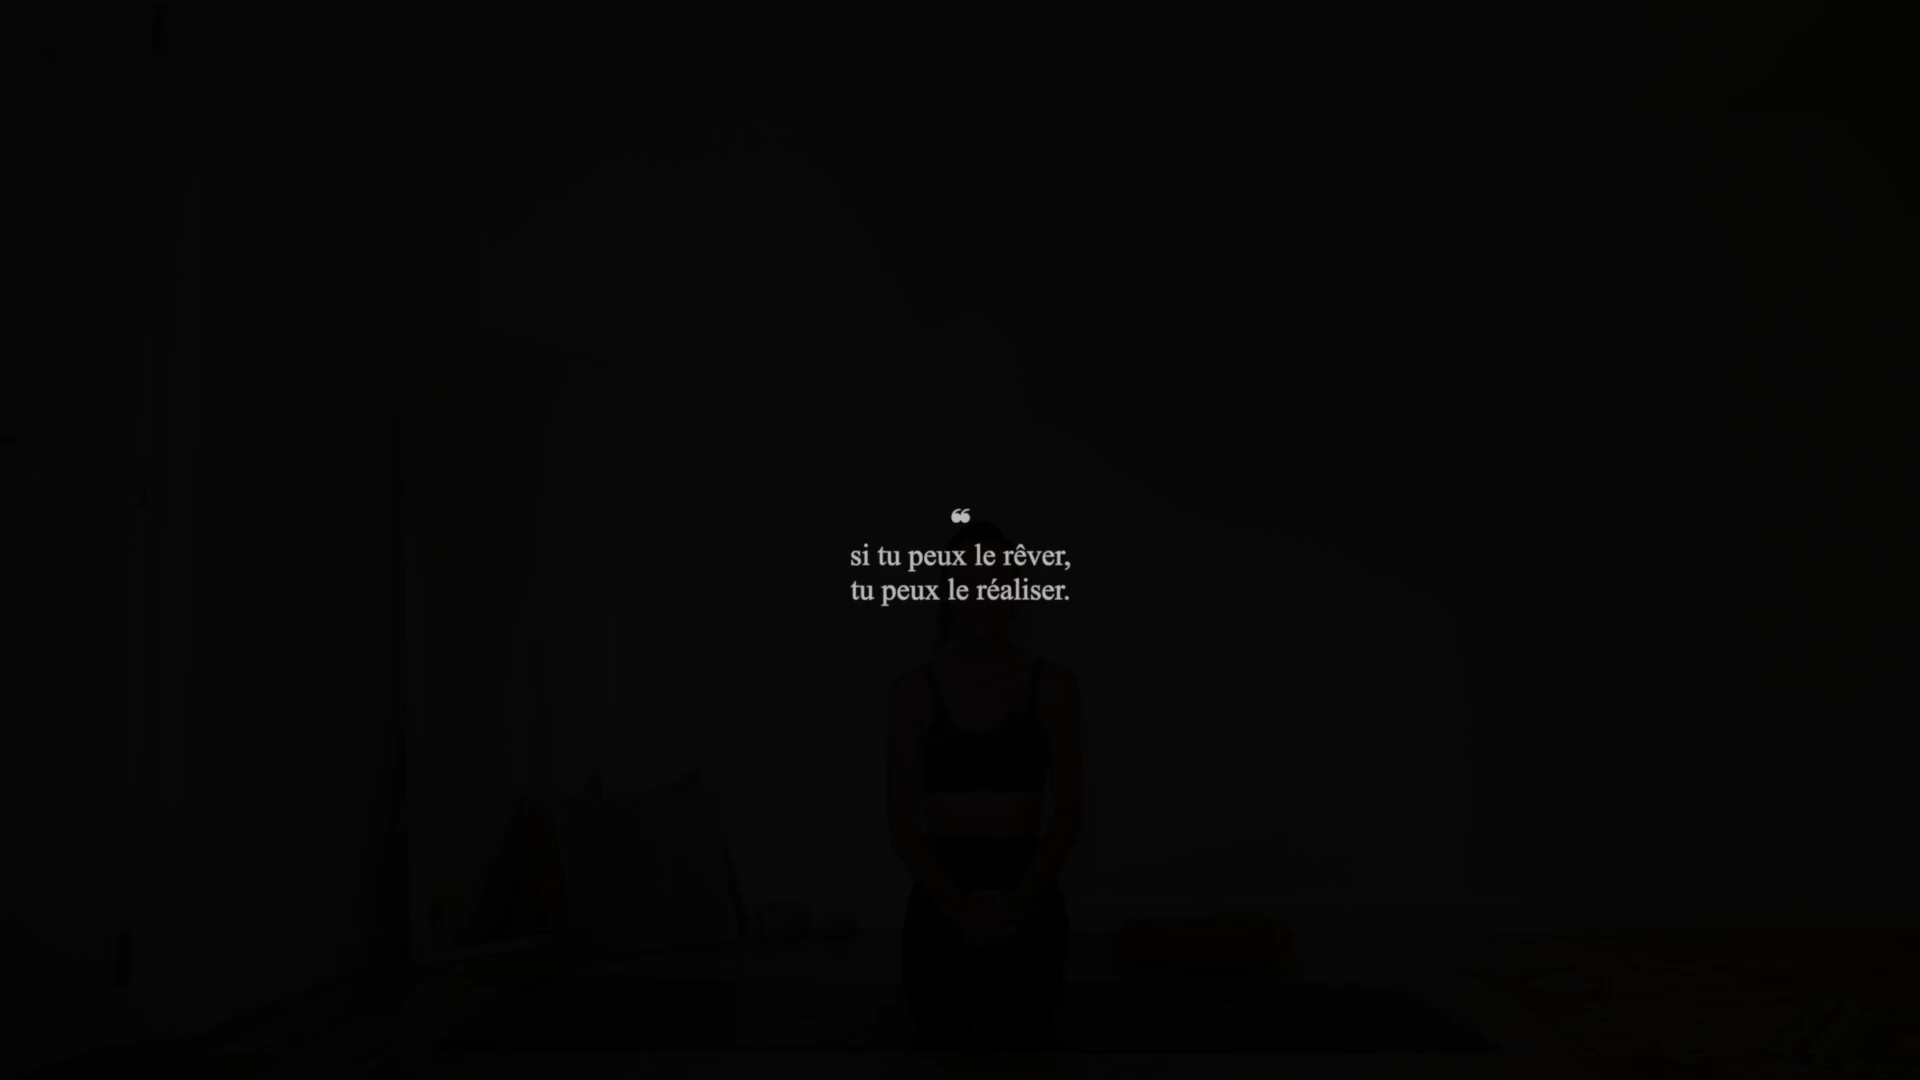 ❝
si tu peux le rêver,
tu peux le réaliser.